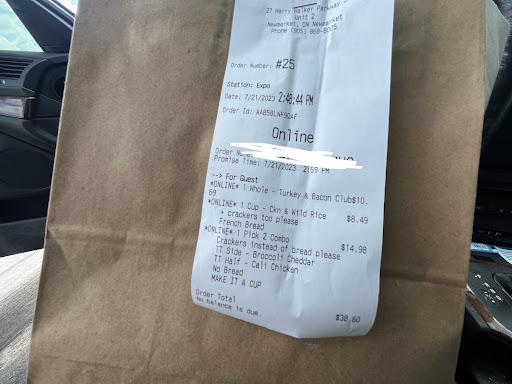 27 Harry Walker Parkway
Unit 2
Newmarket, ON Newmarket
Phone (905) 868-8005
Order Number: #25
Station: Expo
Date: 7/21/2023 2:48:44 PM
Order Id:
Online
Order
Promise Time: 7/21/2023 2:59 PM
--> For Guest
*ONLINE* 1 Whole - Turkey & Bacon Club$10.
69
*ONLINE* 1 Cup - Ckn & Wild Rice $8.49
+ crackers too please
French Bread
*ONLINE* 1 Pick 2 Combo $14.98
Crackers instead of bread please
TT Side - Broccoli Cheddar
TT Half - Cali Chicken
No Bread
MAKE IT A CUP
Order Total $38.60
No balance is due.